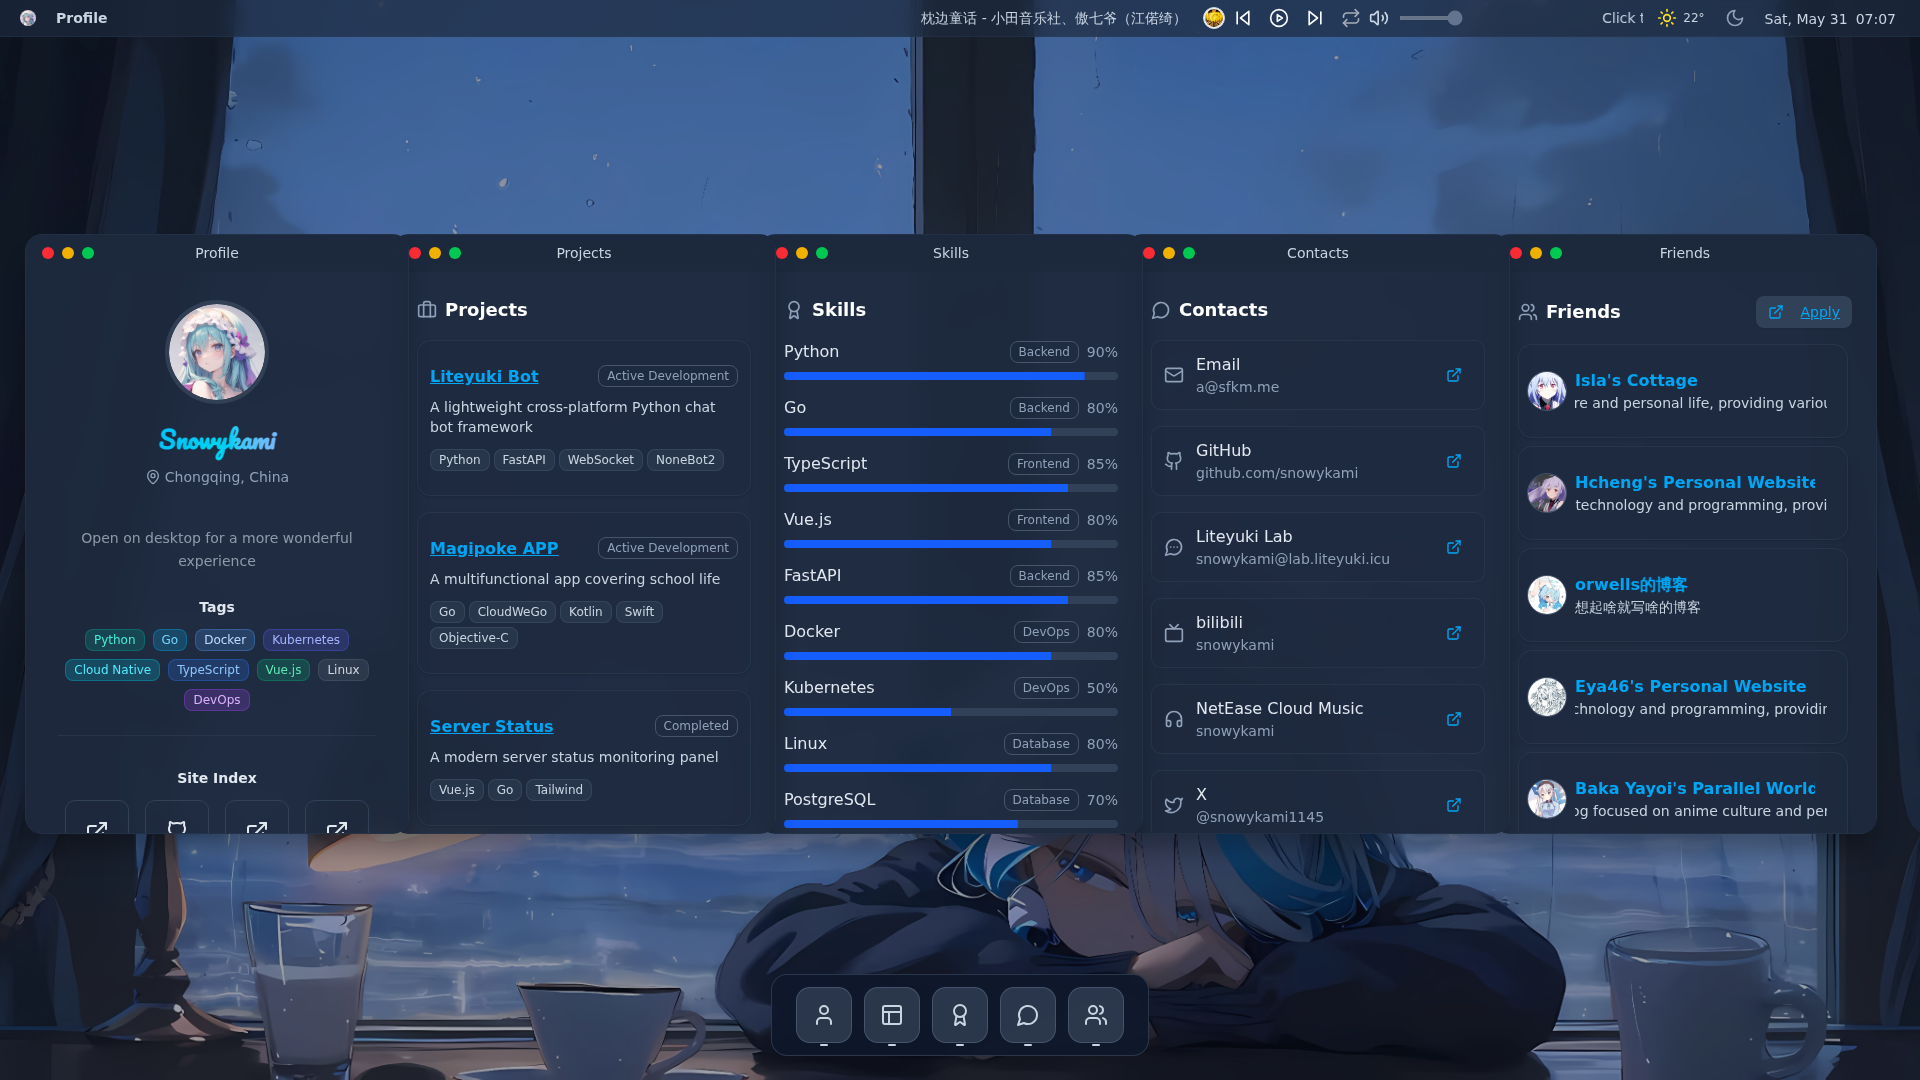 Profile
枕边童话 - 小田音乐社、傲七爷（江偌绮）
Click t
22°
Sat, May 31 07:07
Profile
Snowykami
Chongqing, China
Open on desktop for a more wonderful
experience
Tags
Python Go Docker Kubernetes
Cloud Native TypeScript Vue.js Linux
DevOps
Site Index
Projects
Projects
Liteyuki Bot Active Development
A lightweight cross-platform Python chat
bot framework
Python FastAPI WebSocket NoneBot2
Magipoke APP Active Development
A multifunctional app covering school life
Go CloudWeGo Kotlin Swift
Objective-C
Server Status Completed
A modern server status monitoring panel
Vue.js Go Tailwind
Skills
Skills
Python Backend 90%
Go Backend 80%
TypeScript Frontend 85%
Vue.js Frontend 80%
FastAPI Backend 85%
Docker DevOps 80%
Kubernetes DevOps 50%
Linux Database 80%
PostgreSQL Database 70%
Contacts
Contacts
Email
a@sfkm.me
GitHub
github.com/snowykami
Liteyuki Lab
snowykami@lab.liteyuki.icu
bilibili
snowykami
NetEase Cloud Music
snowykami
X
@snowykami1145
Friends
Friends Apply
Isla's Cottage
re and personal life, providing variou
Hcheng's Personal Website
technology and programming, provi
orwells的博客
想起啥就写啥的博客
Eya46's Personal Website
chnology and programming, providin
Baka Yayoi's Parallel World
og focused on anime culture and per